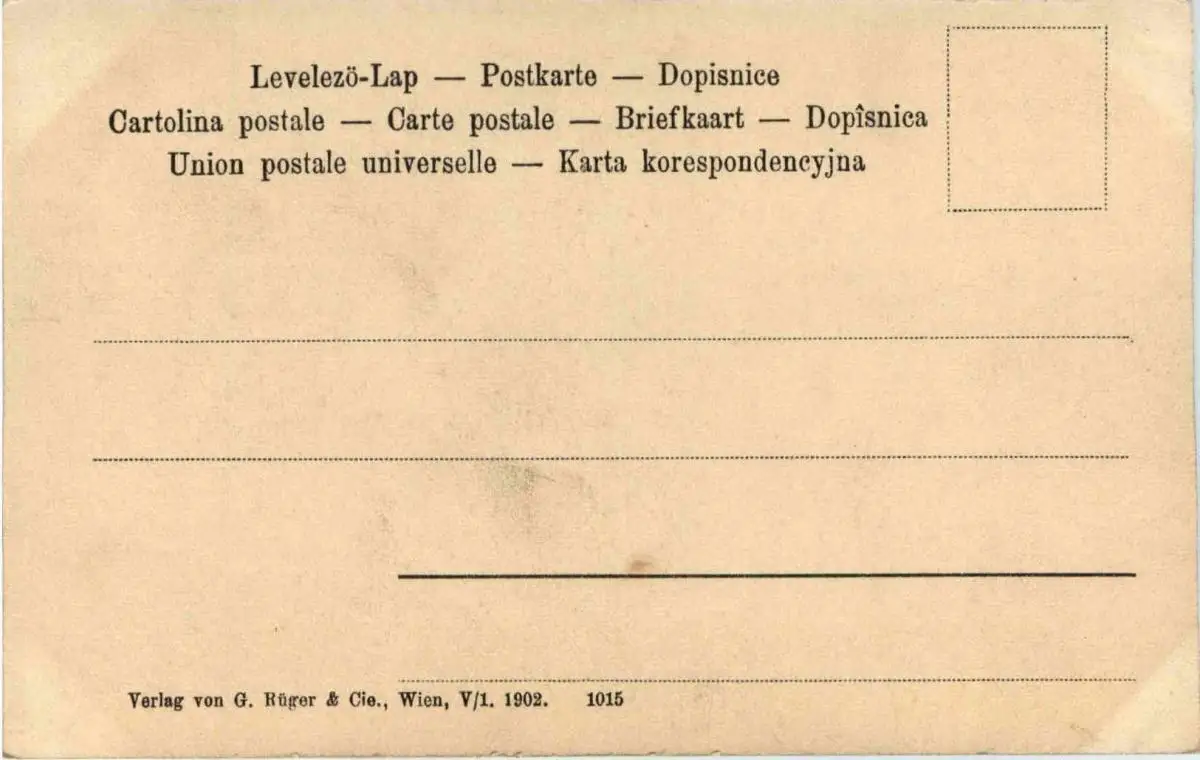 Levelezö-Lap — Postkarte — Dopisnice
Cartolina postale — Carte postale — Briefkaart — Dopîsnica
Union postale universelle — Karta korespondencyjna
Verlag von G. Rüger & Cie., Wien, V/1. 1902. 1015